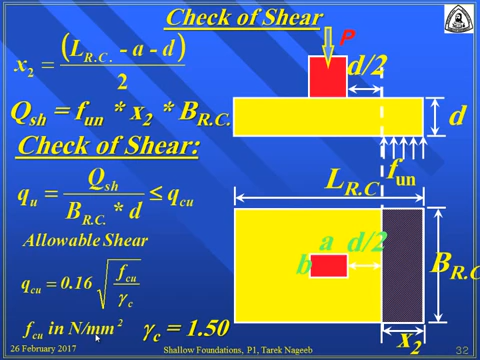 Check of Shear
x₂ = (L_R.C. - a - d) / 2
Q_sh = f_un * x₂ * B_R.C.
Check of Shear:
q_u = Q_sh / (B_R.C. * d) ≤ q_cu
Allowable Shear
q_cu = 0.16 √(f_cu / γ_c)
f_cu in N/mm²
γ_c = 1.50
P
d/2
d
f_un
L_R.C
a
d/2
b
B_R.C
x₂
26 February 2017
Shallow Foundations, P1, Tarek Nageeb
32